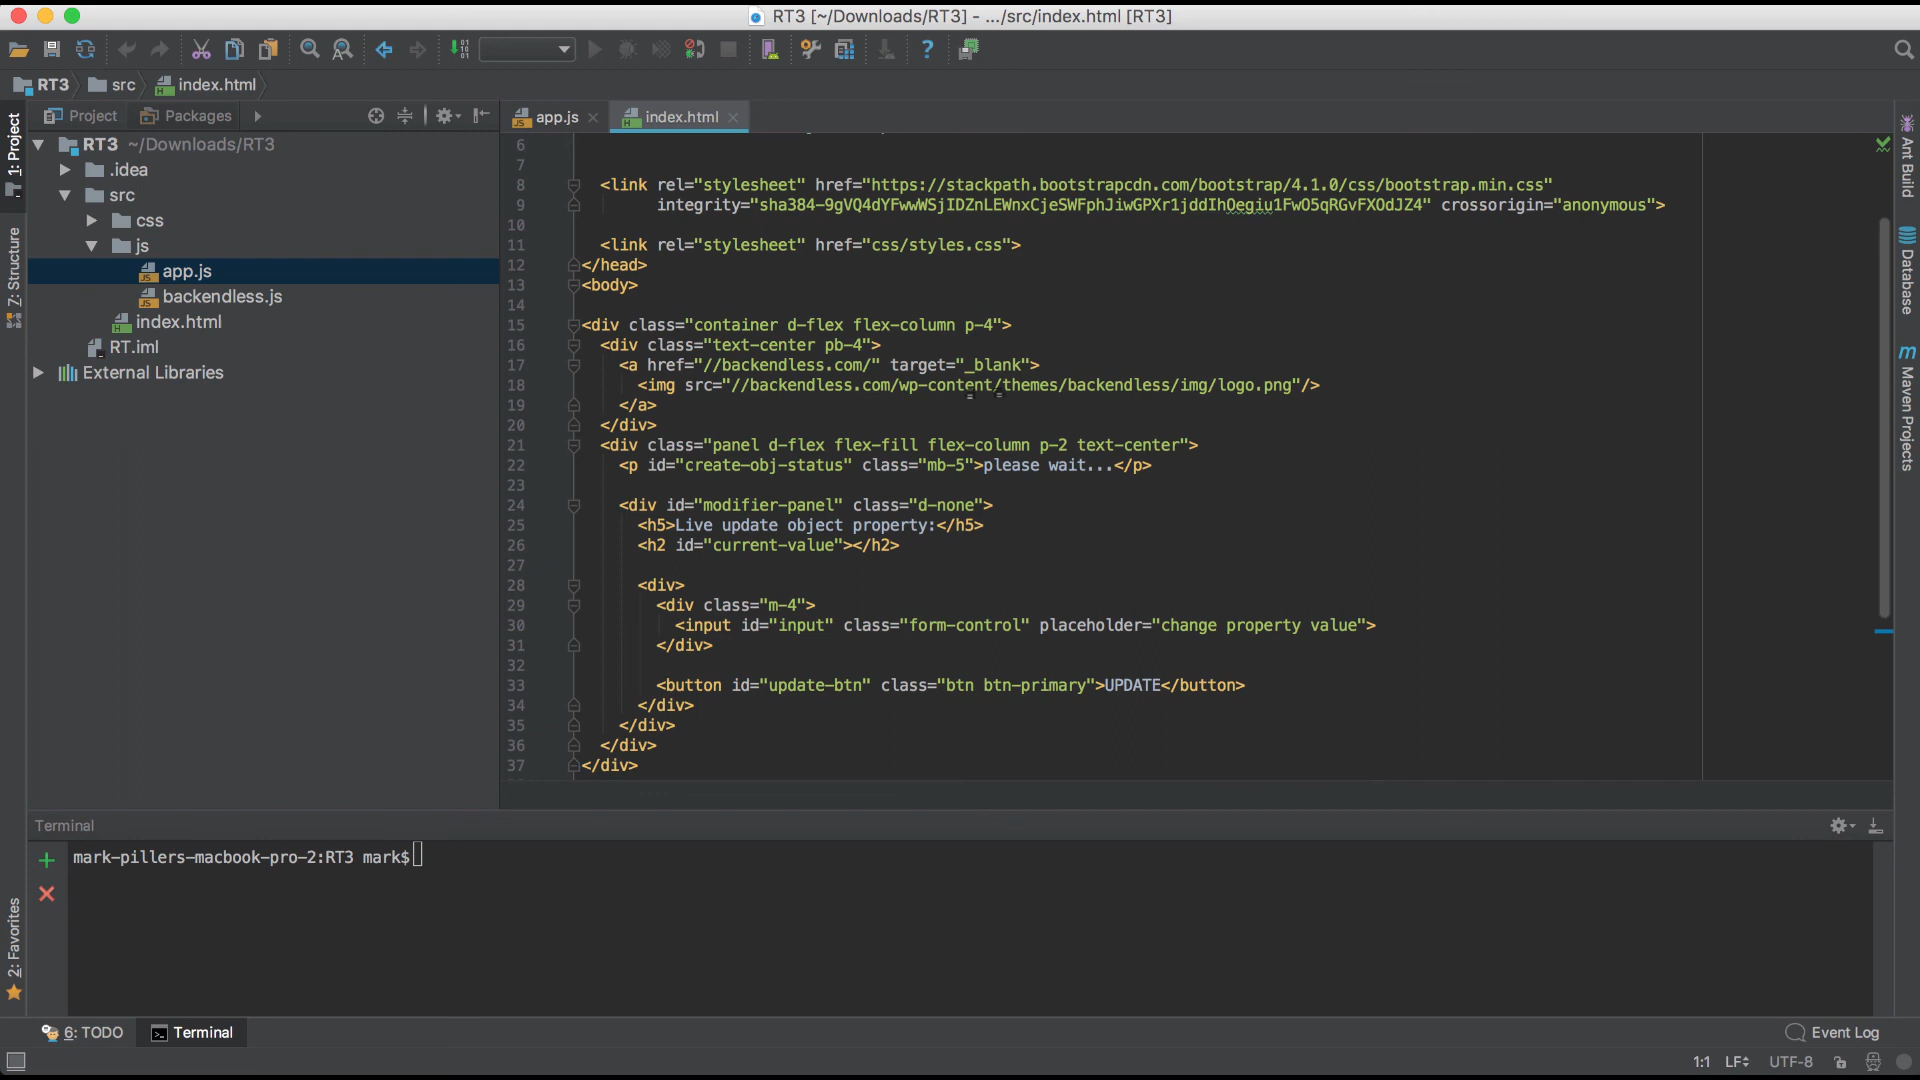 RT3 [~/Downloads/RT3] - .../src/index.html [RT3]
RT3 src index.html
Project Packages
app.js index.html
1: Project
7: Structure
2: Favorites
RT3 ~/Downloads/RT3
.idea
src
css
js
app.js
backendless.js
index.html
RT.iml
External Libraries
6
7
8 <link rel="stylesheet" href="https://stackpath.bootstrapcdn.com/bootstrap/4.1.0/css/bootstrap.min.css"
9 integrity="sha384-9gVQ4dYFwwWSjIDZnLEWnxCjeSWFphJiwGPXr1jddIhOegiu1FwO5qRGvFXOdJZ4" crossorigin="anonymous">
10
11 <link rel="stylesheet" href="css/styles.css">
12 </head>
13 <body>
14
15 <div class="container d-flex flex-column p-4">
16 <div class="text-center pb-4">
17 <a href="//backendless.com/" target="_blank">
18 <img src="//backendless.com/wp-content/themes/backendless/img/logo.png"/>
19 </a>
20 </div>
21 <div class="panel d-flex flex-fill flex-column p-2 text-center">
22 <p id="create-obj-status" class="mb-5">please wait...</p>
23
24 <div id="modifier-panel" class="d-none">
25 <h5>Live update object property:</h5>
26 <h2 id="current-value"></h2>
27
28 <div>
29 <div class="m-4">
30 <input id="input" class="form-control" placeholder="change property value">
31 </div>
32
33 <button id="update-btn" class="btn btn-primary">UPDATE</button>
34 </div>
35 </div>
36 </div>
37 </div>
Ant Build
Database
Maven Projects
Terminal
mark-pillers-macbook-pro-2:RT3 mark$
6: TODO Terminal Event Log
1:1 LF UTF-8